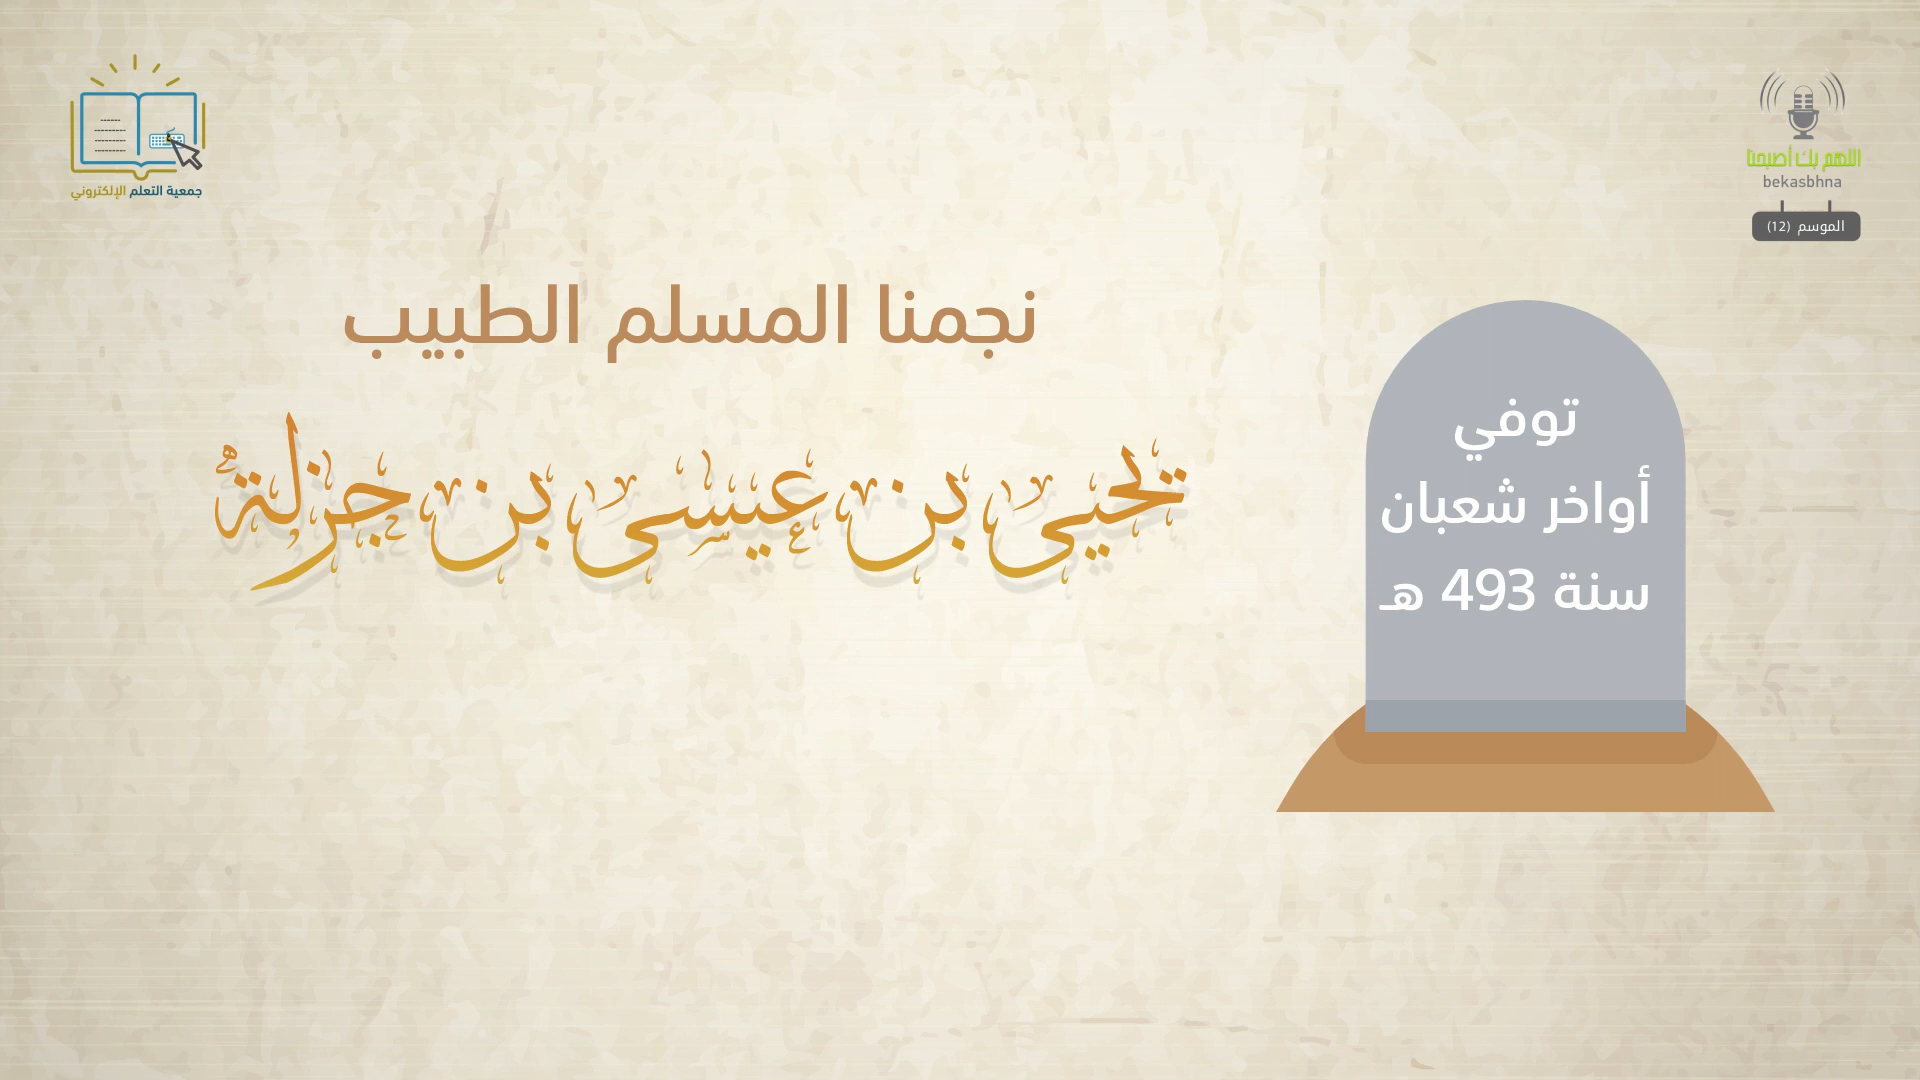 جمعية التعلم الإلكتروني
اللهم بك أصبحنا
bekasbhna
الموسم (12)
نجمنا المسلم الطبيب
يحيى بن عيسى بن جزلة
توفي
أواخر شعبان
سنة 493 هـ